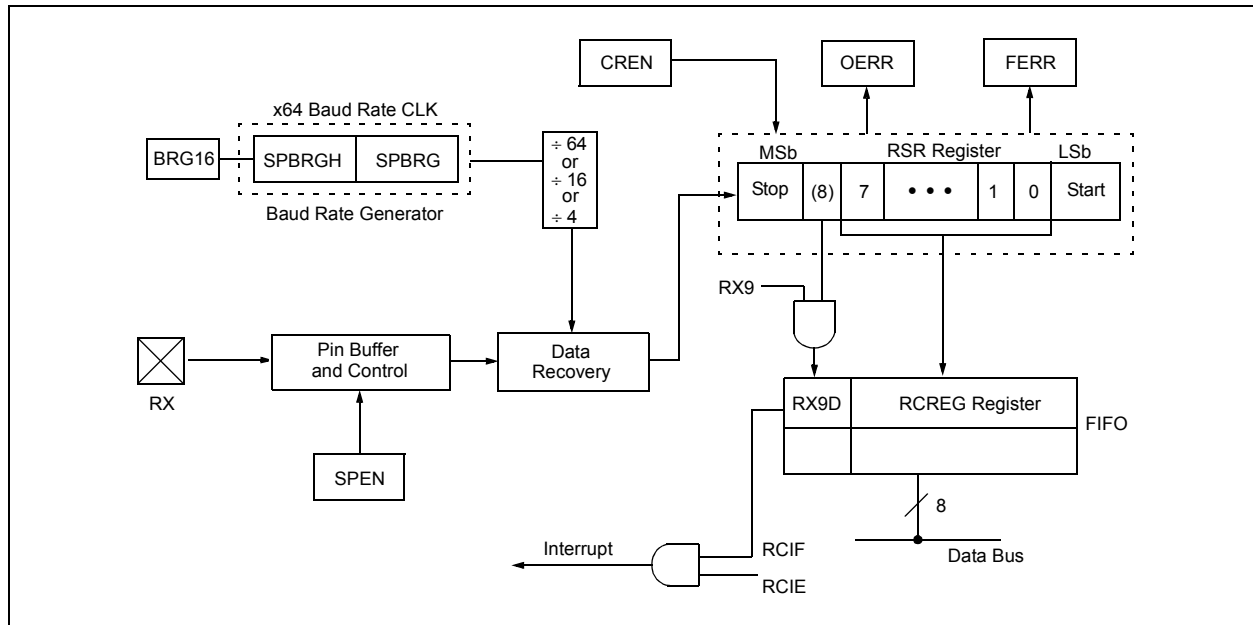 CREN
OERR
FERR
x64 Baud Rate CLK
BRG16
SPBRGH
SPBRG
Baud Rate Generator
÷ 64
or
÷ 16
or
÷ 4
MSb
RSR Register
LSb
Stop
(8)
7
• • •
1
0
Start
RX9
RX
Pin Buffer
and Control
Data
Recovery
SPEN
RX9D
RCREG Register
FIFO
8
Data Bus
Interrupt
RCIF
RCIE